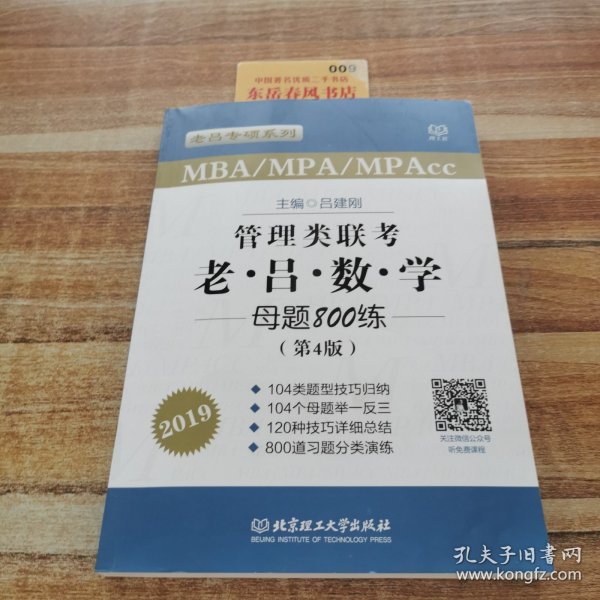 009
中国著名优质二手书店
东岳春风书店
老吕专硕系列
理工社
MBA/MPA/MPAcc
主编◎吕建刚
管理类联考
老·吕·数·学
母题800练
(第4版)
2019
◆ 104类题型技巧归纳
◆ 104个母题举一反三
◆ 120种技巧详细总结
◆ 800道习题分类演练
关注微信公众号
听免费课程
北京理工大学出版社
BEIJING INSTITUTE OF TECHNOLOGY PRESS
孔夫子旧书网
www.kongfz.com